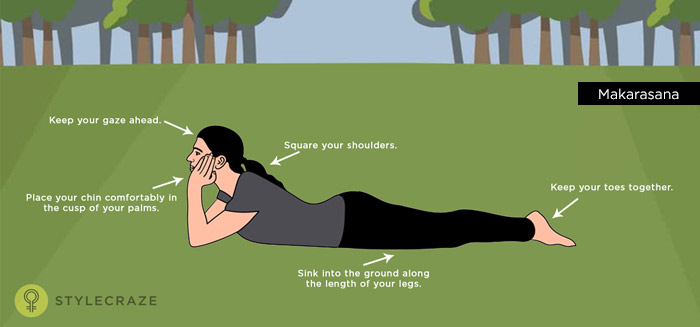 Makarasana
Keep your gaze ahead.
Square your shoulders.
Place your chin comfortably in
the cusp of your palms.
Keep your toes together.
Sink into the ground along
the length of your legs.
STYLECRAZE